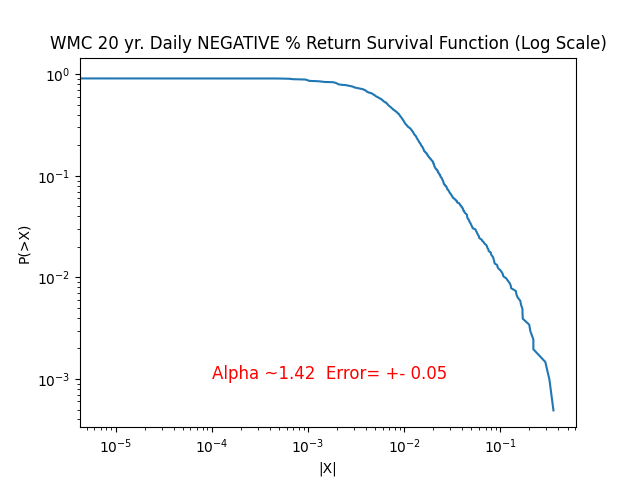 WMC 20 yr. Daily NEGATIVE % Return Survival Function (Log Scale)
10⁰
10⁻¹
10⁻²
10⁻³
P(>X)
Alpha ~1.42  Error= +- 0.05
10⁻⁵ 10⁻⁴ 10⁻³ 10⁻² 10⁻¹
|X|